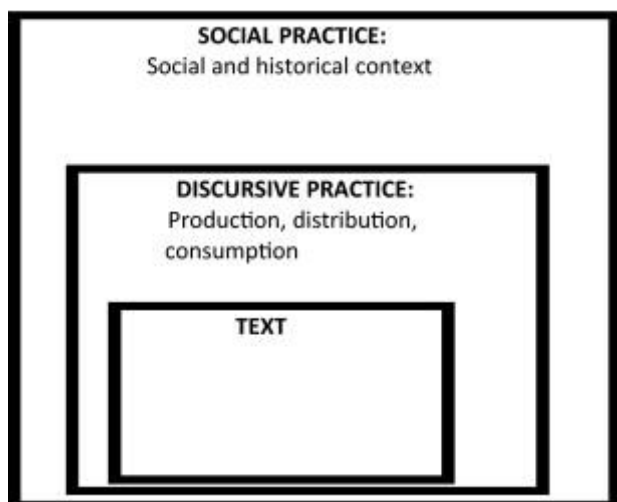 SOCIAL PRACTICE:
Social and historical context
DISCURSIVE PRACTICE:
Production, distribution,
consumption
TEXT